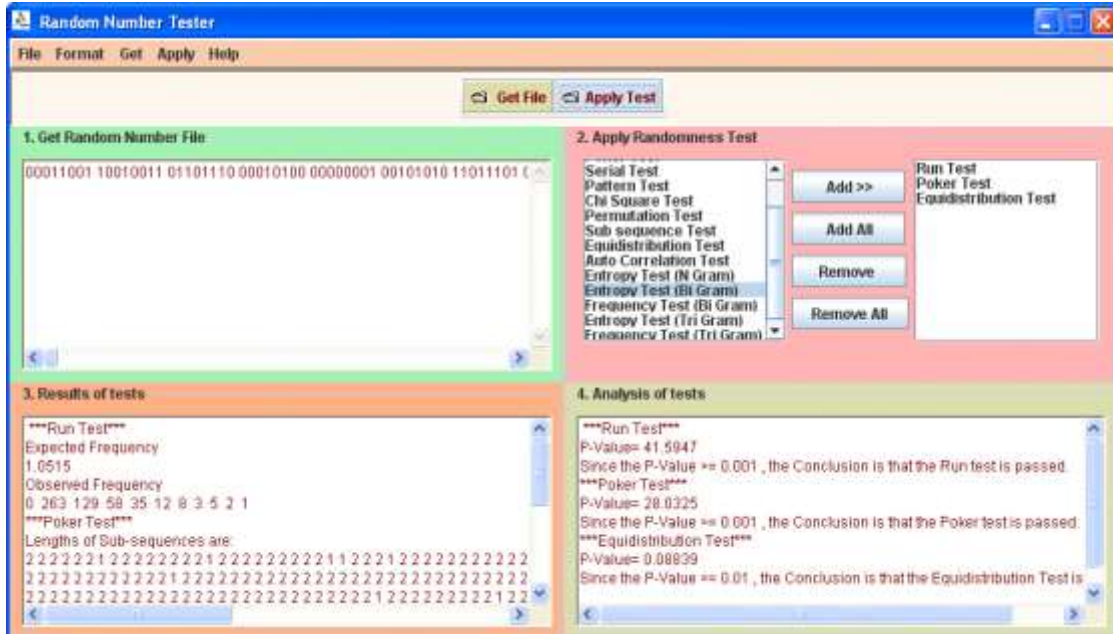 Random Number Tester
File Format Get Apply Help
Get File Apply Test
1. Get Random Number File
00011001 10010011 01101110 00010100 00000001 00101010 11011101
2. Apply Randomness Test
Serial Test
Pattern Test
Chi Square Test
Permutation Test
Sub sequence Test
Equidistribution Test
Auto Correlation Test
Entropy Test (N Gram)
Entropy Test (Bi Gram)
Frequency Test (Bi Gram)
Entropy Test (Tri Gram)
Frequency Test (Tri Gram)
Add >>
Add All
Remove
Remove All
Run Test
Poker Test
Equidistribution Test
3. Results of tests
***Run Test***
Expected Frequency
1.0515
Observed Frequency
0 263 129 58 35 12 8 3 5 2 1
***Poker Test***
Lengths of Sub-sequences are:
4. Analysis of tests
***Run Test***
P-Value= 41.5947
Since the P-Value >= 0.001 , the Conclusion is that the Run test is passed.
***Poker Test***
P-Value= 28.0325
Since the P-Value >= 0.001 , the Conclusion is that the Poker test is passed.
***Equidistribution Test***
P-Value= 0.08839
Since the P-Value >= 0.01 , the Conclusion is that the Equidistribution Test is